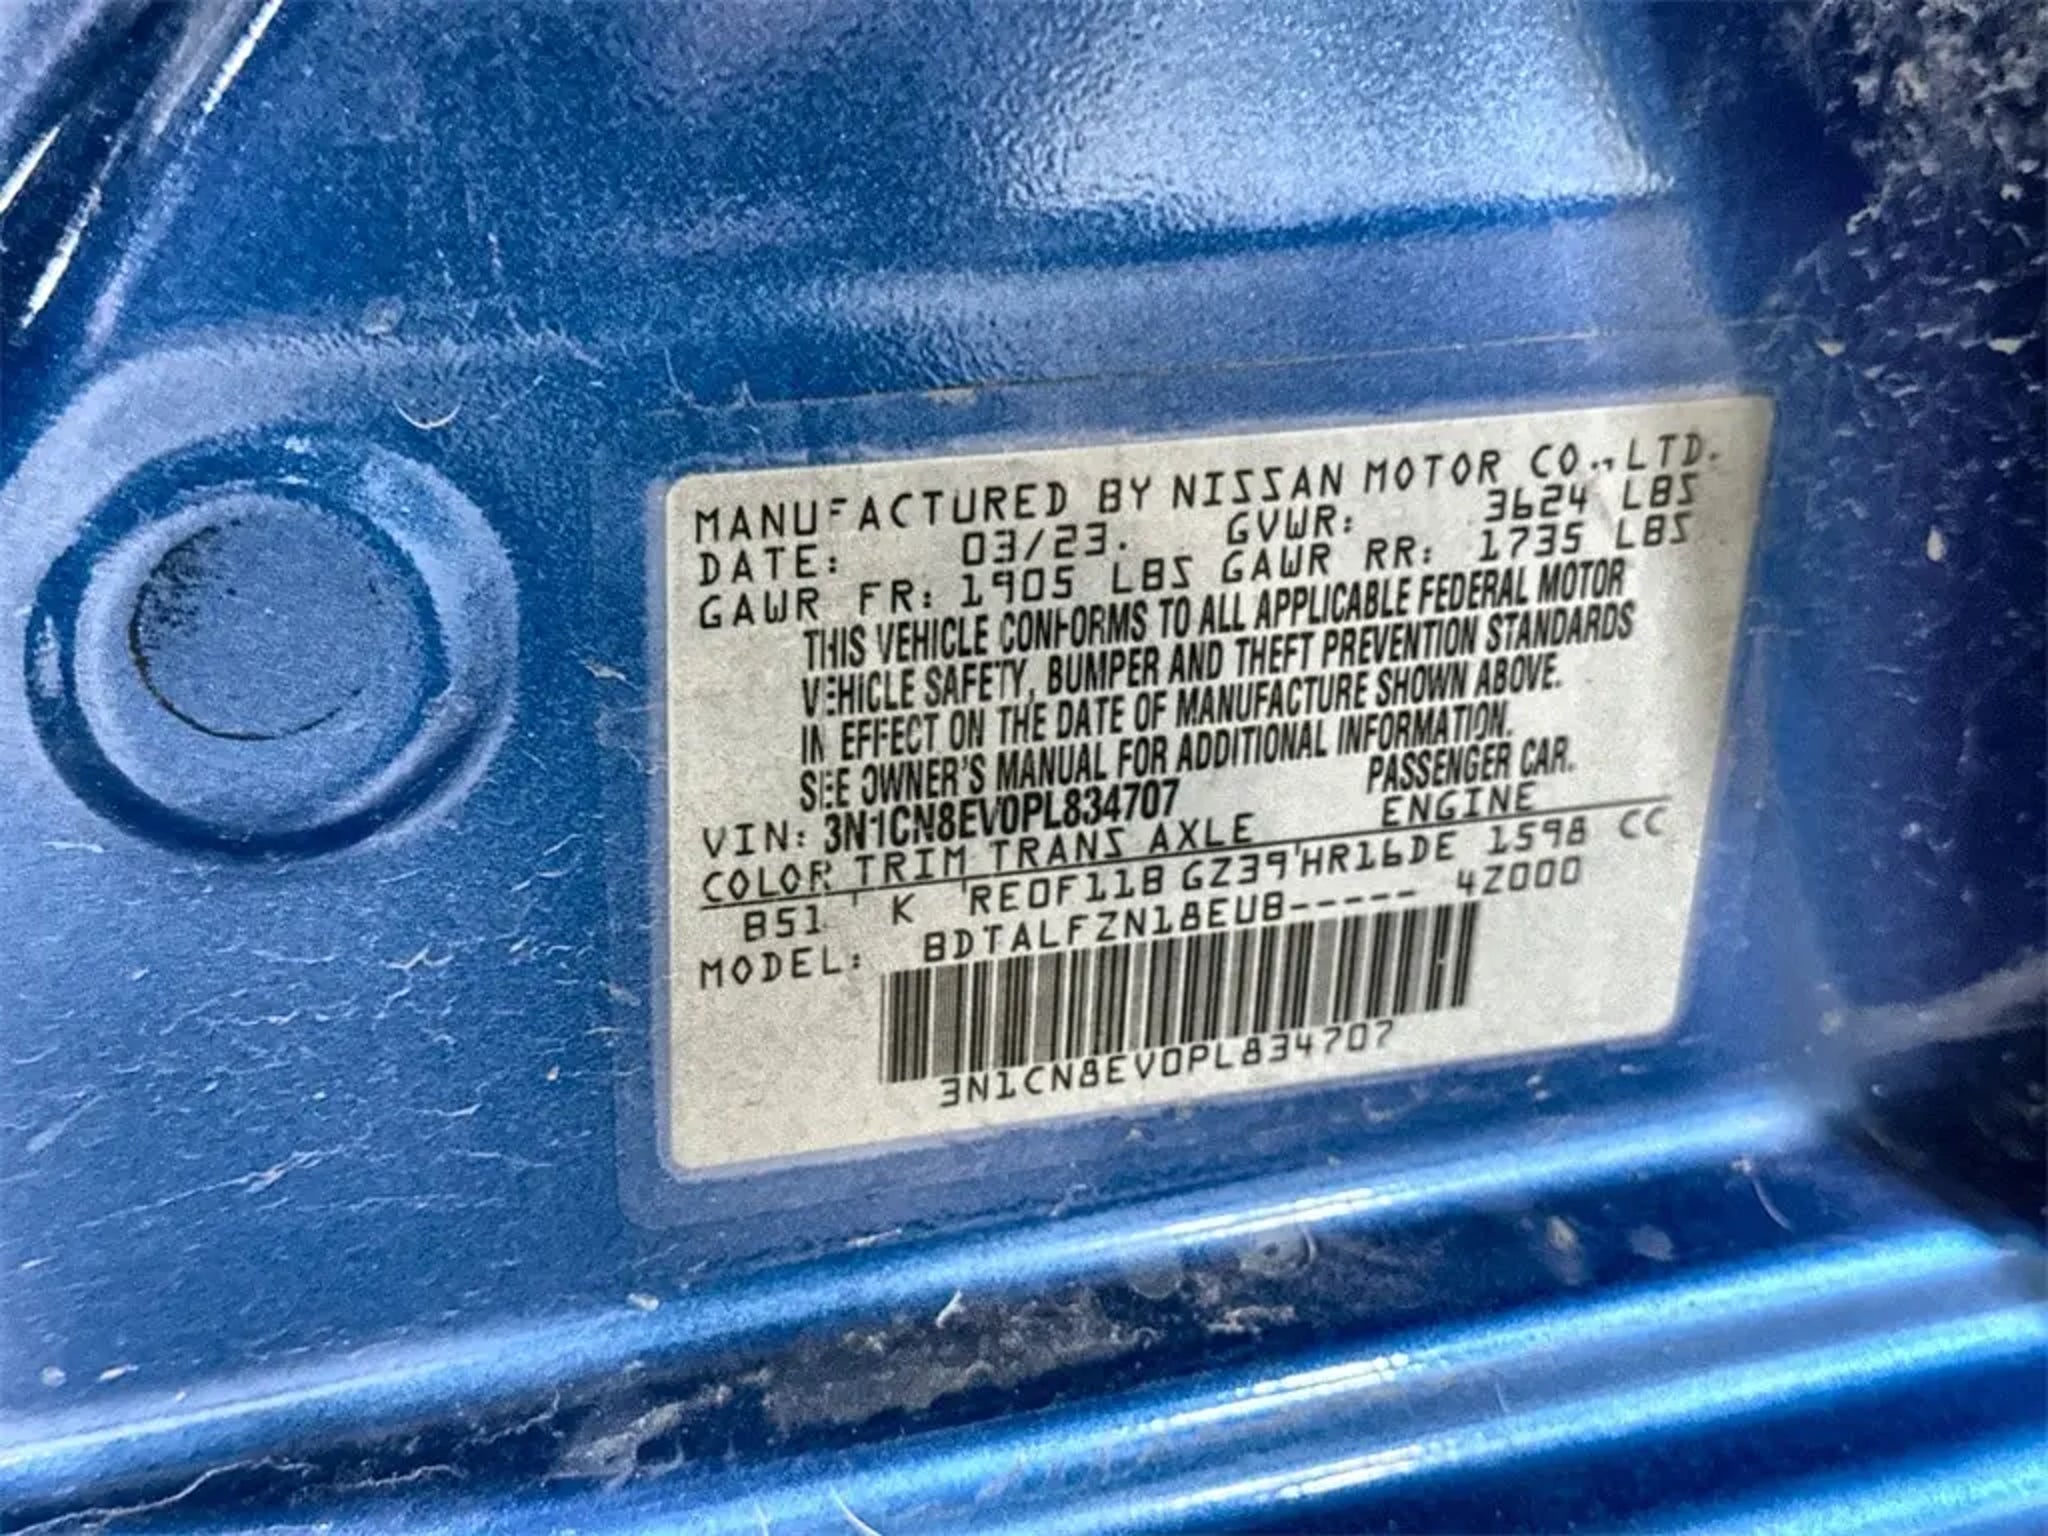 MANUFACTURED BY NISSAN MOTOR CO., LTD.
DATE: 03/23. GVWR: 3624 LBS
GAWR FR: 1905 LBS GAWR RR: 1735 LBS
THIS VEHICLE CONFORMS TO ALL APPLICABLE FEDERAL MOTOR
VEHICLE SAFETY, BUMPER AND THEFT PREVENTION STANDARDS
IN EFFECT ON THE DATE OF MANUFACTURE SHOWN ABOVE.
SEE OWNER'S MANUAL FOR ADDITIONAL INFORMATION.
VIN: 3N1CN8EV0PL834707 PASSENGER CAR.
COLOR TRIM TRANS AXLE ENGINE
B51 K RE0F11B GZ39 HR16DE 1598 CC
MODEL: BDTALFZN18EUB----- 4Z000
3N1CN8EV0PL834707